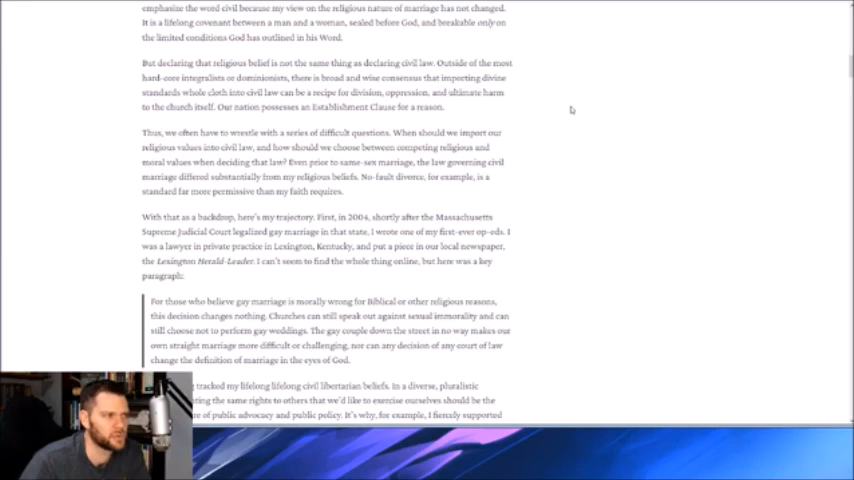 emphasize the word civil because my view on the religious nature of marriage has not changed.
It is a lifelong covenant between a man and a woman, sealed before God, and breakable only on
the limited conditions God has outlined in his Word.
But declaring that religious belief is not the same thing as declaring civil law. Outside of the most
hard-core integralists or dominionists, there is broad and wise consensus that importing divine
standards whole cloth into civil law can be a recipe for division, oppression, and ultimate harm
to the church itself. Our nation possesses an Establishment Clause for a reason.
Thus, we often have to wrestle with a series of difficult questions. When should we import our
religious values into civil law, and how should we choose between competing religious and
moral values when deciding that law? Even prior to same-sex marriage, the law governing civil
marriage differed substantially from my religious beliefs. No-fault divorce, for example, is a
standard far more permissive than my faith requires.
With that as a backdrop, here's my trajectory. First, in 2004, shortly after the Massachusetts
Supreme Judicial Court legalized gay marriage in that state, I wrote one of my first-ever op-eds. I
was a lawyer in private practice in Lexington, Kentucky, and put a piece in our local newspaper,
the Lexington Herald-Leader. I can't seem to find the whole thing online, but here was a key
paragraph:
For those who believe gay marriage is morally wrong for Biblical or other religious reasons,
this decision changes nothing. Churches can still speak out against sexual immorality and can
still choose not to perform gay weddings. The gay couple down the street in no way makes our
own straight marriage more difficult or challenging, nor can any decision of any court of law
change the definition of marriage in the eyes of God.
tracked my lifelong lifelong civil libertarian beliefs. In a diverse, pluralistic
ting the same rights to others that we'd like to exercise ourselves should be the
re of public advocacy and public policy. It's why, for example, I fiercely supported